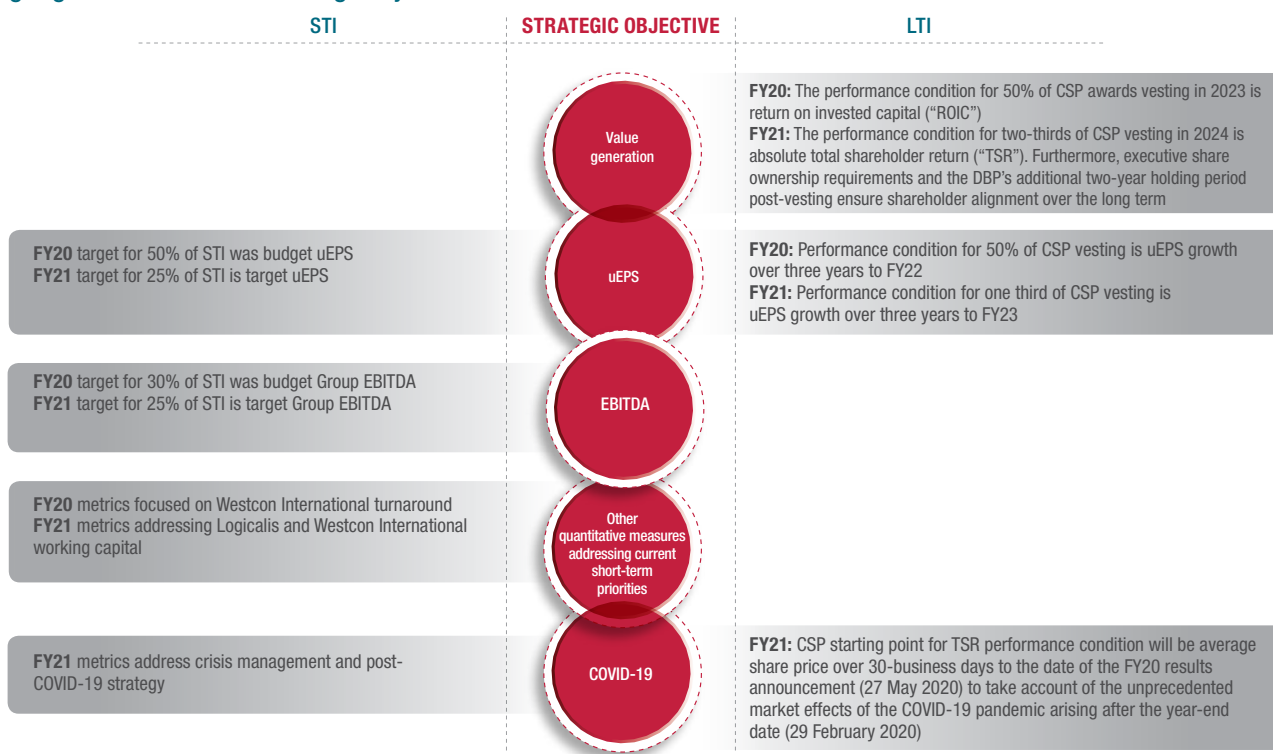 STI
STRATEGIC OBJECTIVE
LTI
Value
generation
FY20: The performance condition for 50% of CSP awards vesting in 2023 is
return on invested capital (“ROIC”)
FY21: The performance condition for two-thirds of CSP vesting in 2024 is
absolute total shareholder return (“TSR”). Furthermore, executive share
ownership requirements and the DBP’s additional two-year holding period
post-vesting ensure shareholder alignment over the long term
FY20 target for 50% of STI was budget uEPS
FY21 target for 25% of STI is target uEPS
uEPS
FY20: Performance condition for 50% of CSP vesting is uEPS growth
over three years to FY22
FY21: Performance condition for one third of CSP vesting is
uEPS growth over three years to FY23
FY20 target for 30% of STI was budget Group EBITDA
FY21 target for 25% of STI is target Group EBITDA
EBITDA
FY20 metrics focused on Westcon International turnaround
FY21 metrics addressing Logicalis and Westcon International
working capital
Other
quantitative measures
addressing current
short-term
priorities
FY21 metrics address crisis management and post-
COVID-19 strategy
COVID-19
FY21: CSP starting point for TSR performance condition will be average
share price over 30-business days to the date of the FY20 results
announcement (27 May 2020) to take account of the unprecedented
market effects of the COVID-19 pandemic arising after the year-end
date (29 February 2020)